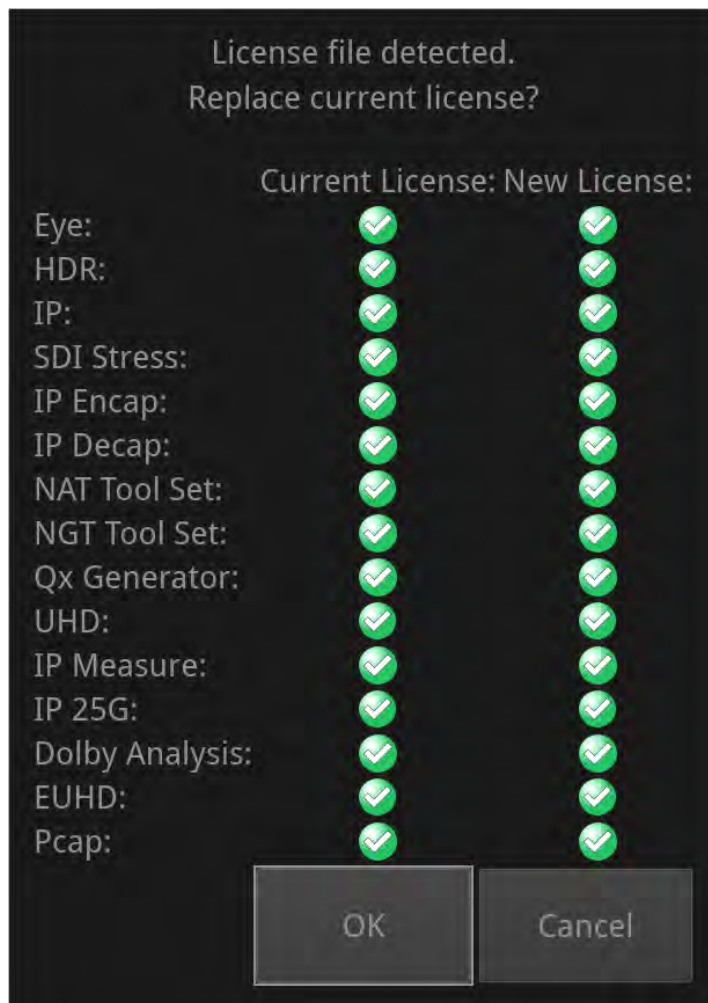 License file detected.
Replace current license?
Current License: New License:
Eye:
HDR:
IP:
SDI Stress:
IP Encap:
IP Decap:
NAT Tool Set:
NGT Tool Set:
Qx Generator:
UHD:
IP Measure:
IP 25G:
Dolby Analysis:
EUHD:
Pcap:
OK Cancel